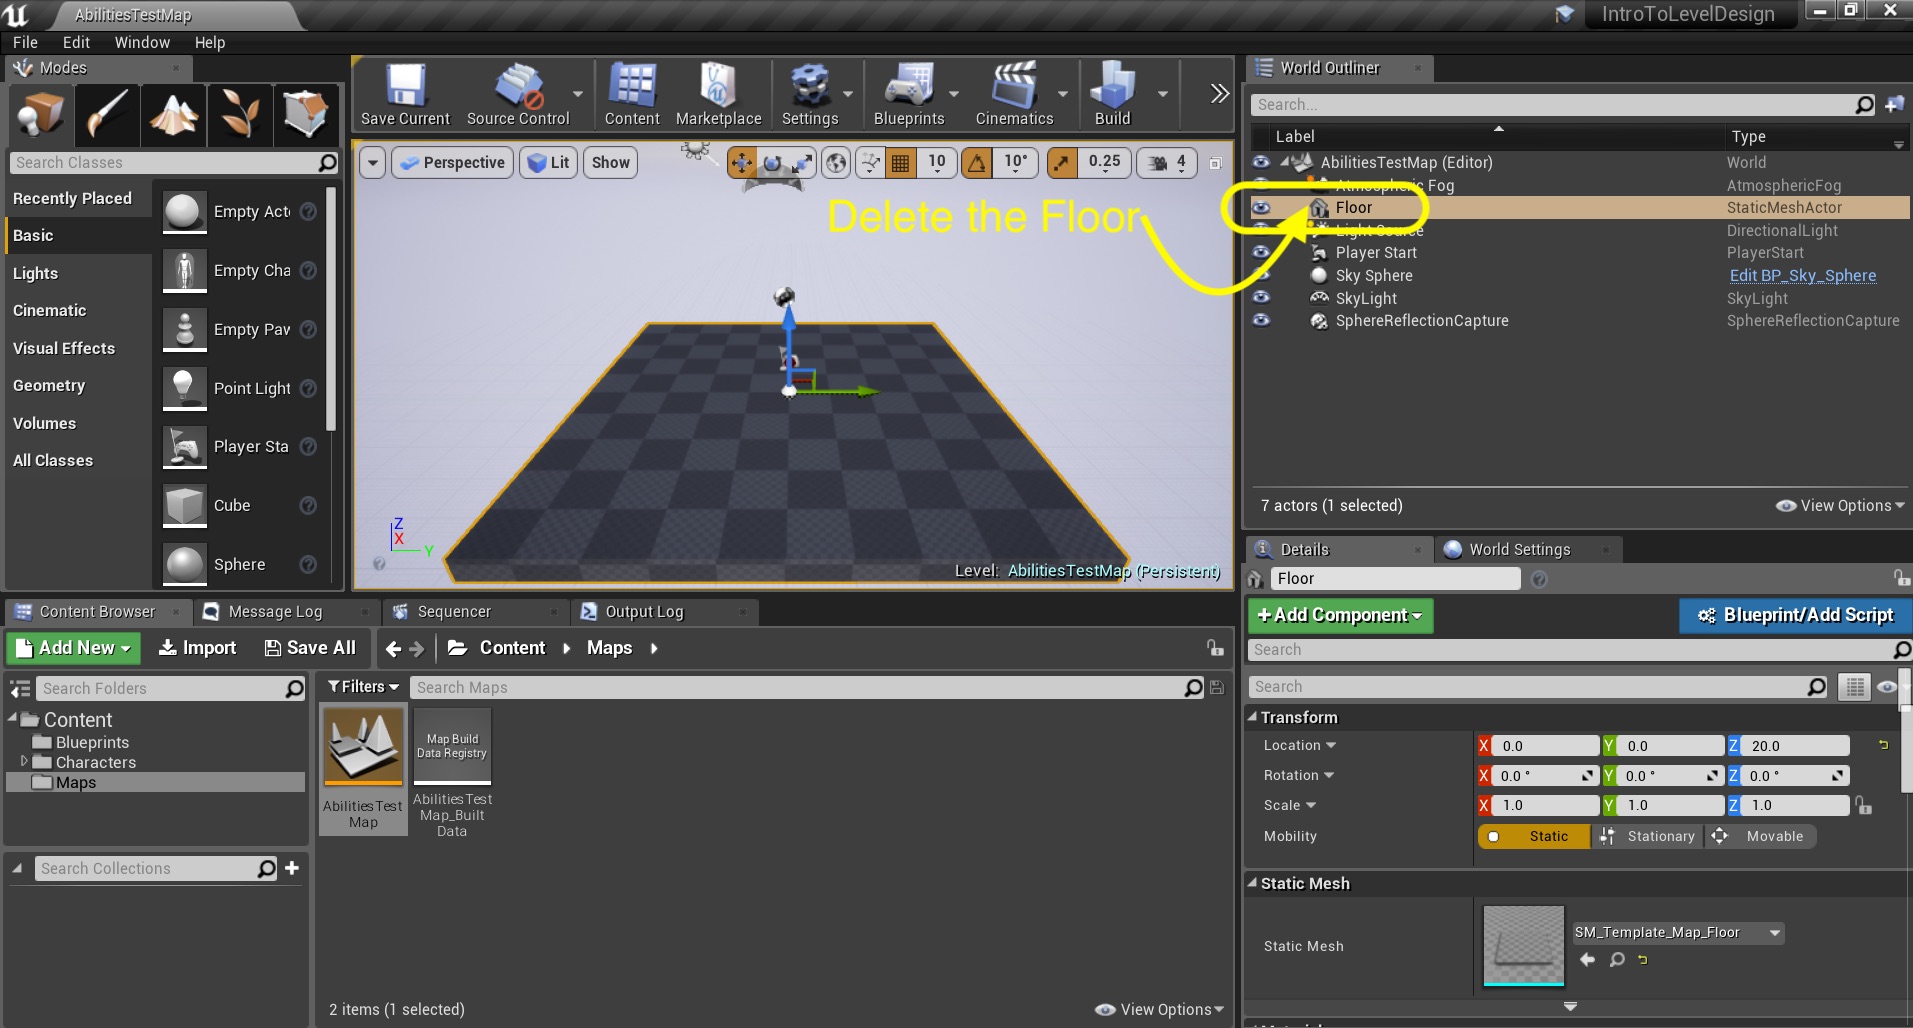 AbilitiesTestMap
IntroToLevelDesign
File Edit Window Help
Modes
Search Classes
Recently Placed
Basic
Lights
Cinematic
Visual Effects
Geometry
Volumes
All Classes
Empty Act
Empty Cha
Empty Paw
Point Light
Player Sta
Cube
Sphere
Save Current
Source Control
Content
Marketplace
Settings
Blueprints
Cinematics
Build
Perspective
Lit
Show
10
10°
0.25
4
Delete the Floor
Z
X
Y
Level: AbilitiesTestMap (Persistent)
World Outliner
Search...
Label Type
AbilitiesTestMap (Editor) World
Atmospheric Fog AtmosphericFog
Floor StaticMeshActor
Light Source DirectionalLight
Player Start PlayerStart
Sky Sphere Edit BP_Sky_Sphere
SkyLight SkyLight
SphereReflectionCapture SphereReflectionCapture
7 actors (1 selected)
View Options
Details
World Settings
Floor
+Add Component
Blueprint/Add Script
Search
Search
Transform
Location X 0.0 Y 0.0 Z 20.0
Rotation X 0.0 ° Y 0.0 ° Z 0.0 °
Scale X 1.0 Y 1.0 Z 1.0
Mobility Static Stationary Movable
Static Mesh
Static Mesh
SM_Template_Map_Floor
Content Browser
Message Log
Sequencer
Output Log
Add New
Import
Save All
Content
Maps
Search Folders
Content
Blueprints
Characters
Maps
Search Collections
Filters
Search Maps
Map Build
Data Registry
AbilitiesTest
Map
AbilitiesTest
Map_Built
Data
2 items (1 selected)
View Options